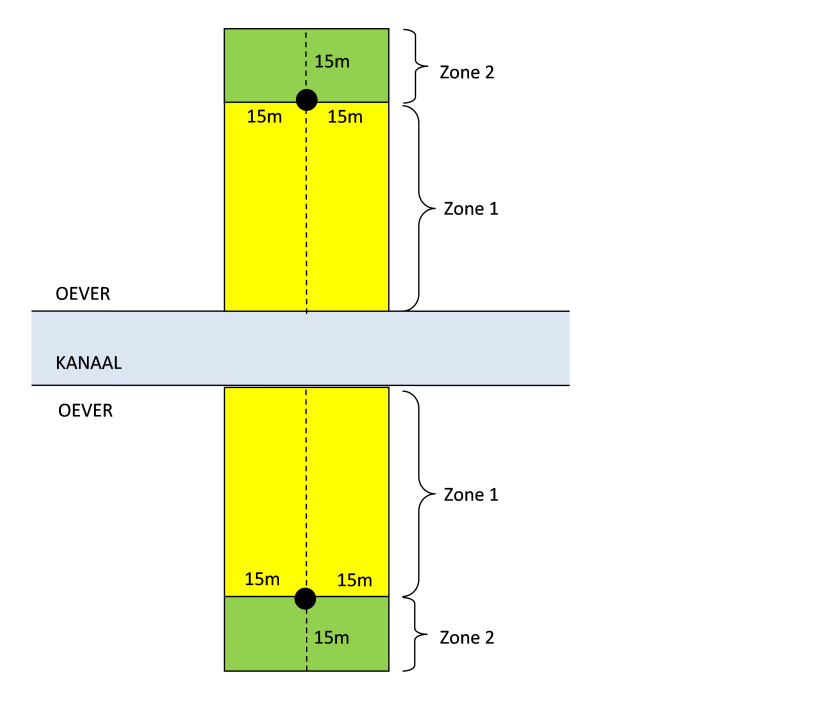 15m
Zone 2
15m 15m
Zone 1
OEVER
KANAAL
OEVER
Zone 1
15m 15m
15m
Zone 2